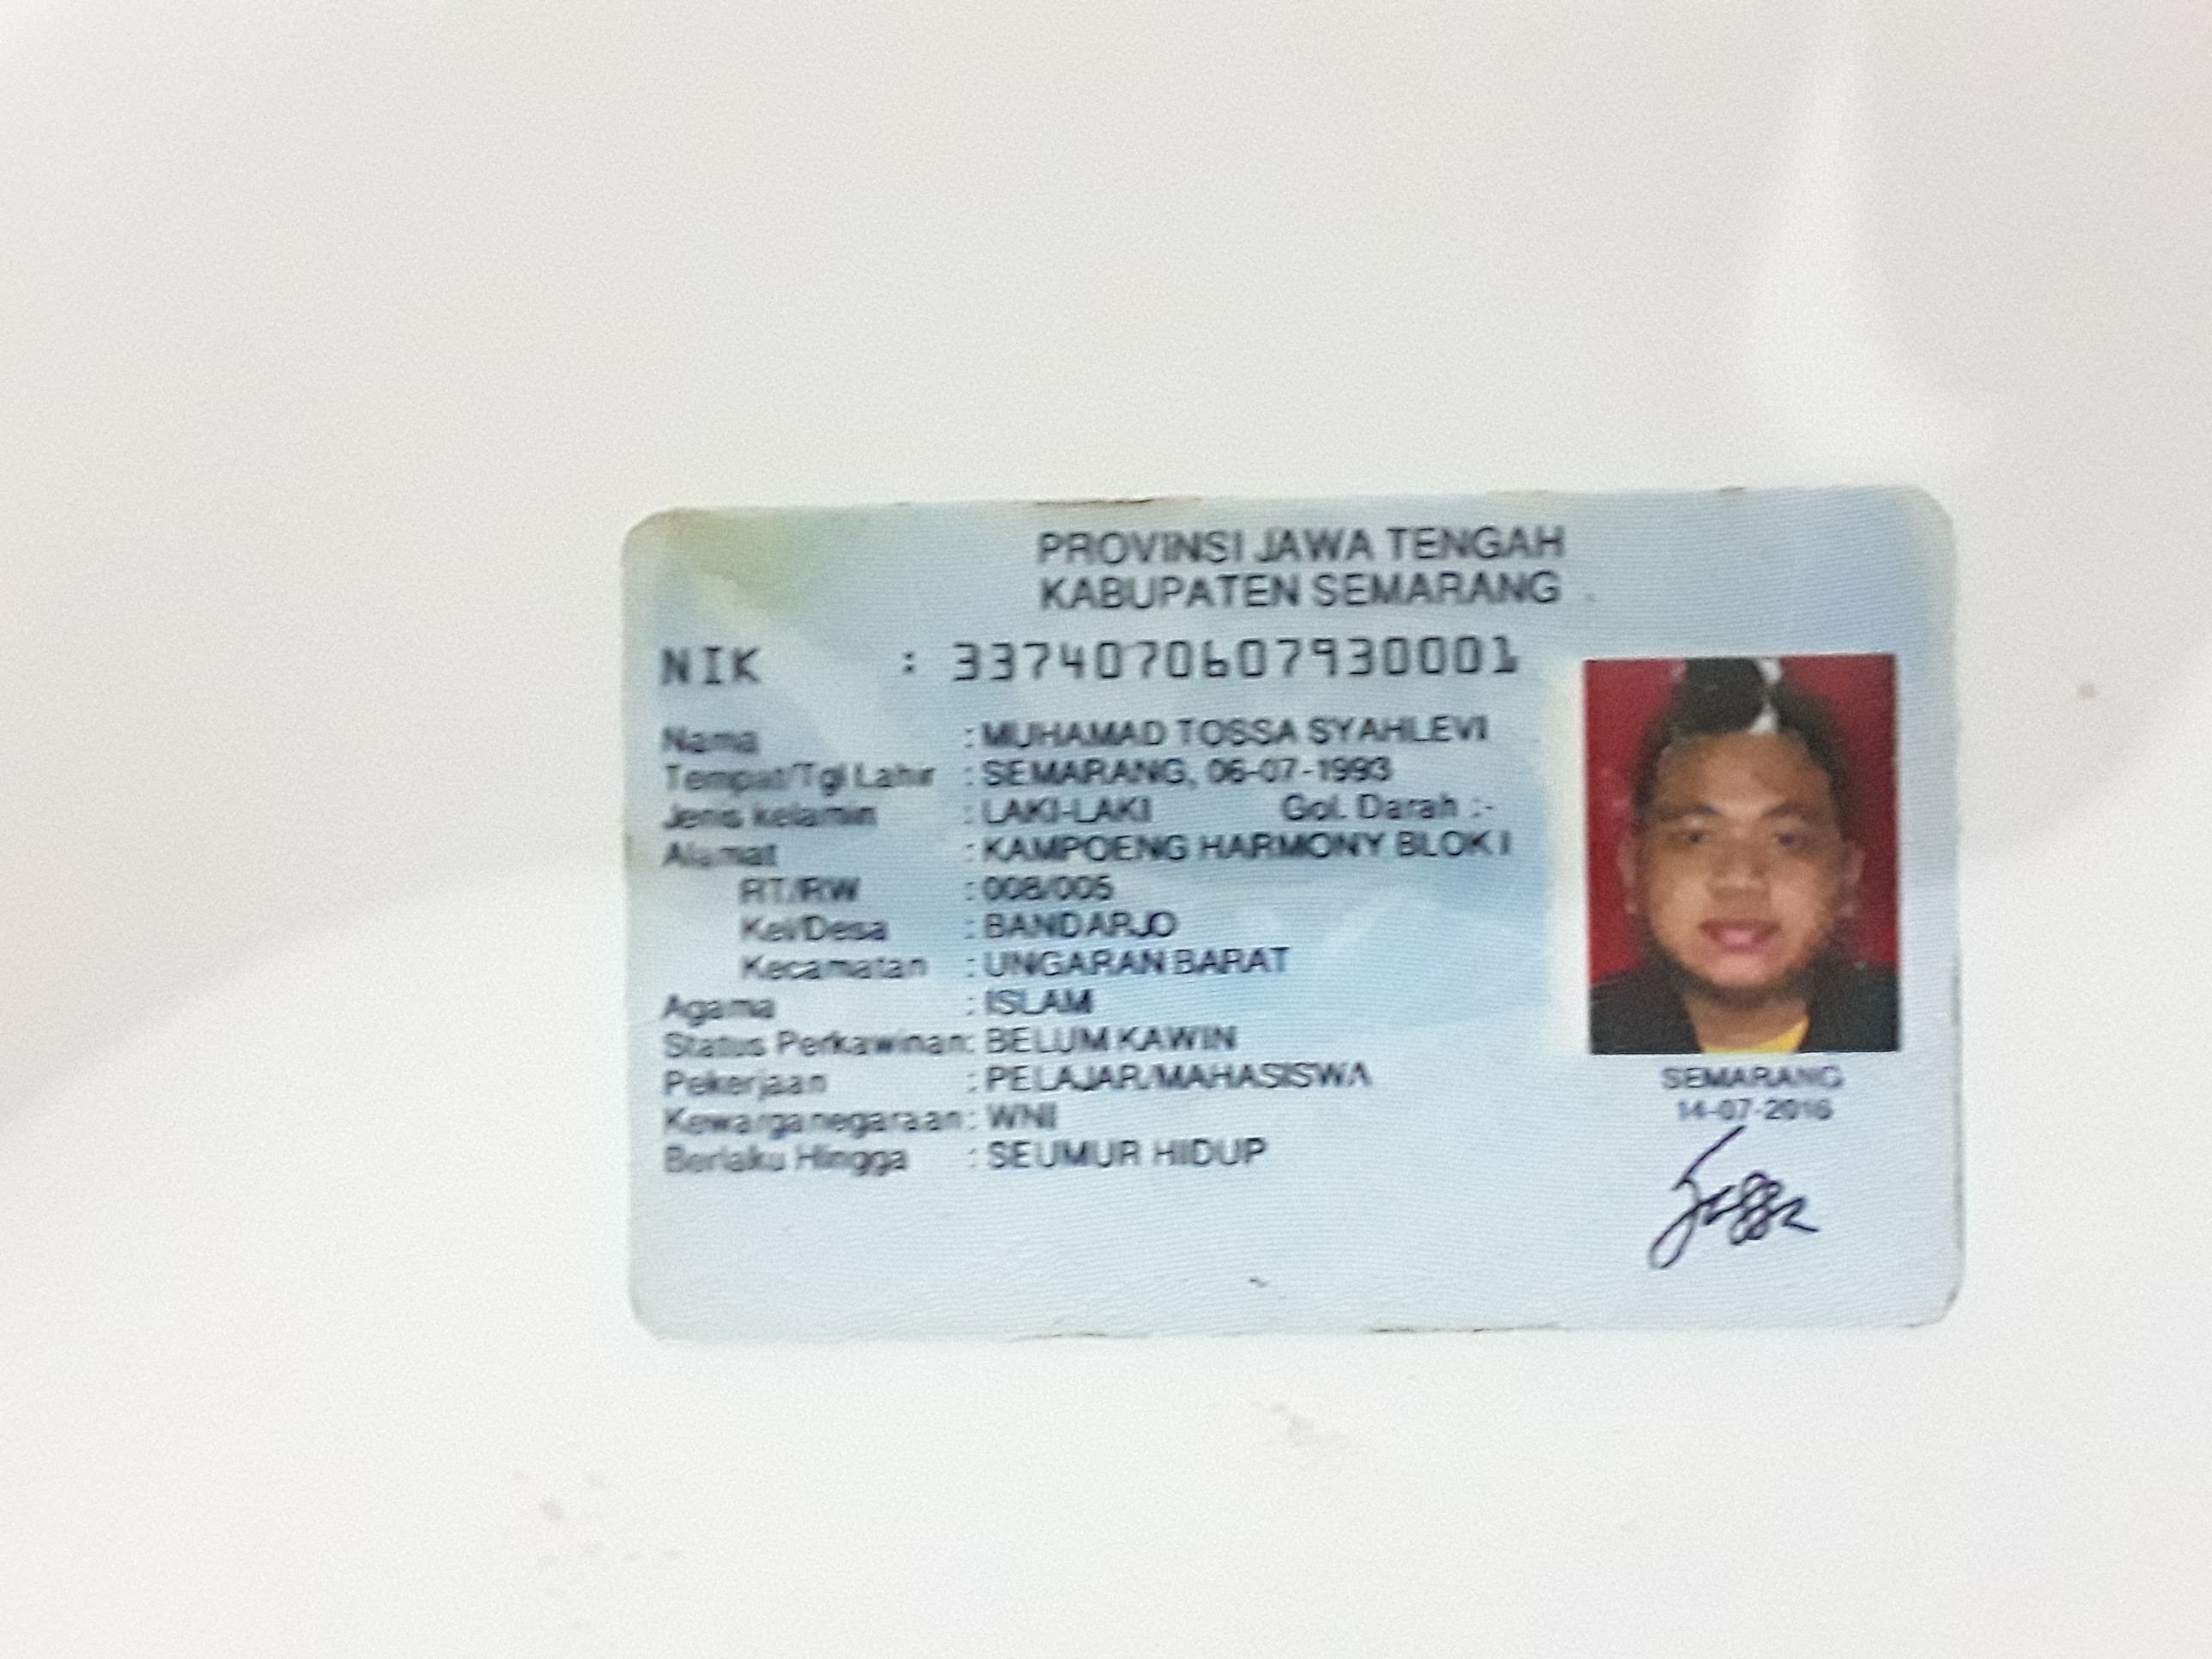 PROVINSI JAWA TENGAH
KABUPATEN SEMARANG
NIK : 3374070607930001
Nama : MUHAMAD TOSSA SYAHLEVI
Tempat/Tgl Lahir : SEMARANG, 06-07-1993
Jenis kelamin : LAKI-LAKI Gol. Darah : -
Alamat : KAMPOENG HARMONY BLOK I
RT/RW : 008/005
Kel/Desa : BANDARJO
Kecamatan : UNGARAN BARAT
Agama : ISLAM
Status Perkawinan: BELUM KAWIN
Pekerjaan : PELAJAR/MAHASISWA
Kewarganegaraan: WNI
Berlaku Hingga : SEUMUR HIDUP
SEMARANG
14-07-2016